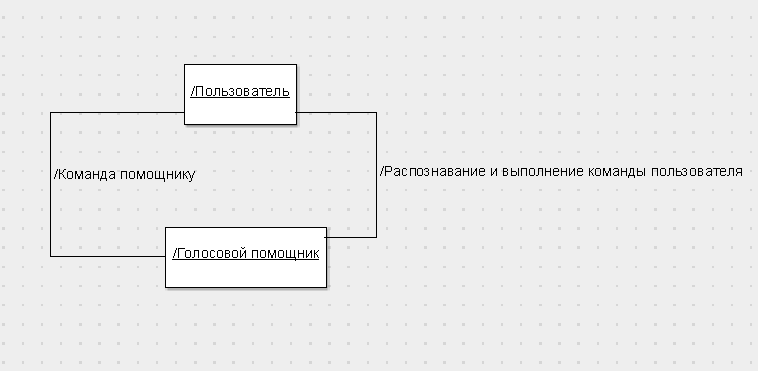 /Пользователь
/Команда помощнику
/Распознавание и выполнение команды пользователя
/Голосовой помощник